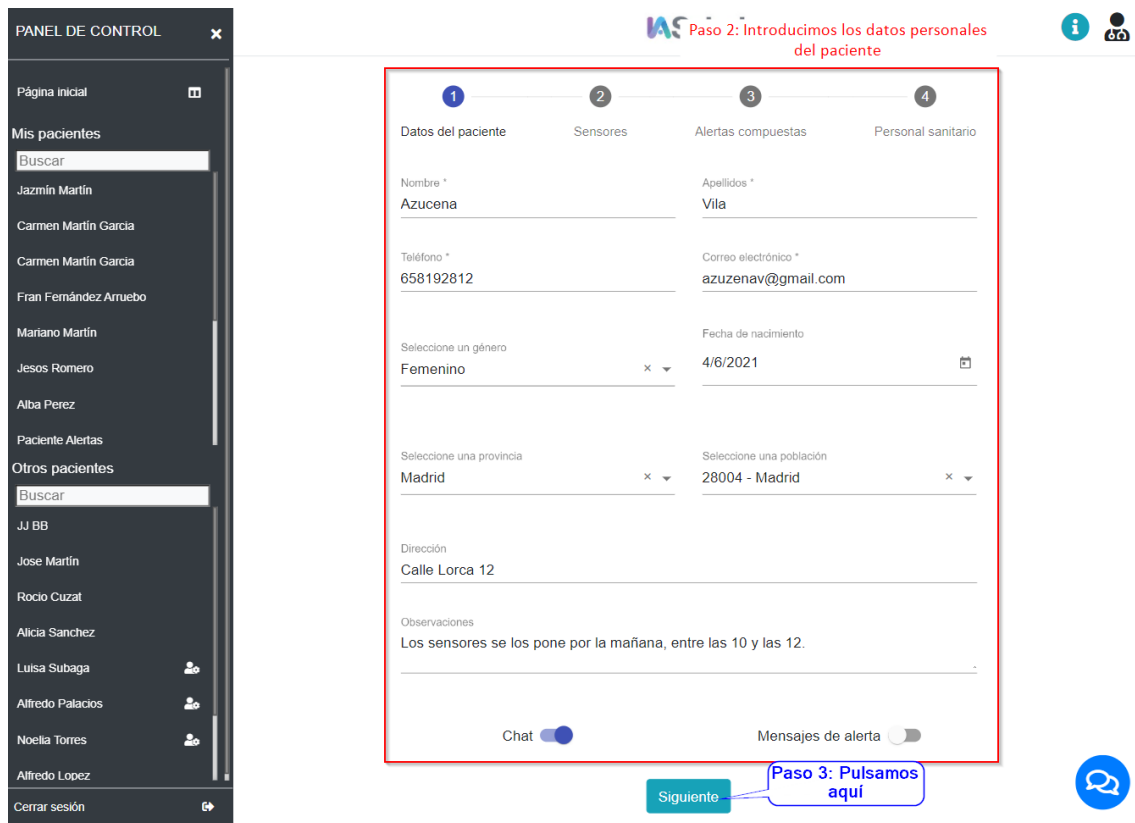 PANEL DE CONTROL
Página inicial
Mis pacientes
Buscar
Jazmín Martín
Carmen Martín Garcia
Carmen Martín Garcia
Fran Fernández Arruebo
Mariano Martín
Jesos Romero
Alba Perez
Paciente Alertas
Otros pacientes
Buscar
JJ BB
Jose Martín
Rocio Cuzat
Alicia Sanchez
Luisa Subaga
Alfredo Palacios
Noelia Torres
Alfredo Lopez
Cerrar sesión
Paso 2: Introducimos los datos personales
del paciente
1 2 3 4
Datos del paciente Sensores Alertas compuestas Personal sanitario
Nombre * Apellidos *
Azucena Vila
Teléfono * Correo electrónico *
658192812 azuzenav@gmail.com
Seleccione un género Fecha de nacimiento
Femenino 4/6/2021
Seleccione una provincia Seleccione una población
Madrid 28004 - Madrid
Dirección
Calle Lorca 12
Observaciones
Los sensores se los pone por la mañana, entre las 10 y las 12.
Chat Mensajes de alerta
Siguiente
Paso 3: Pulsamos
aquí